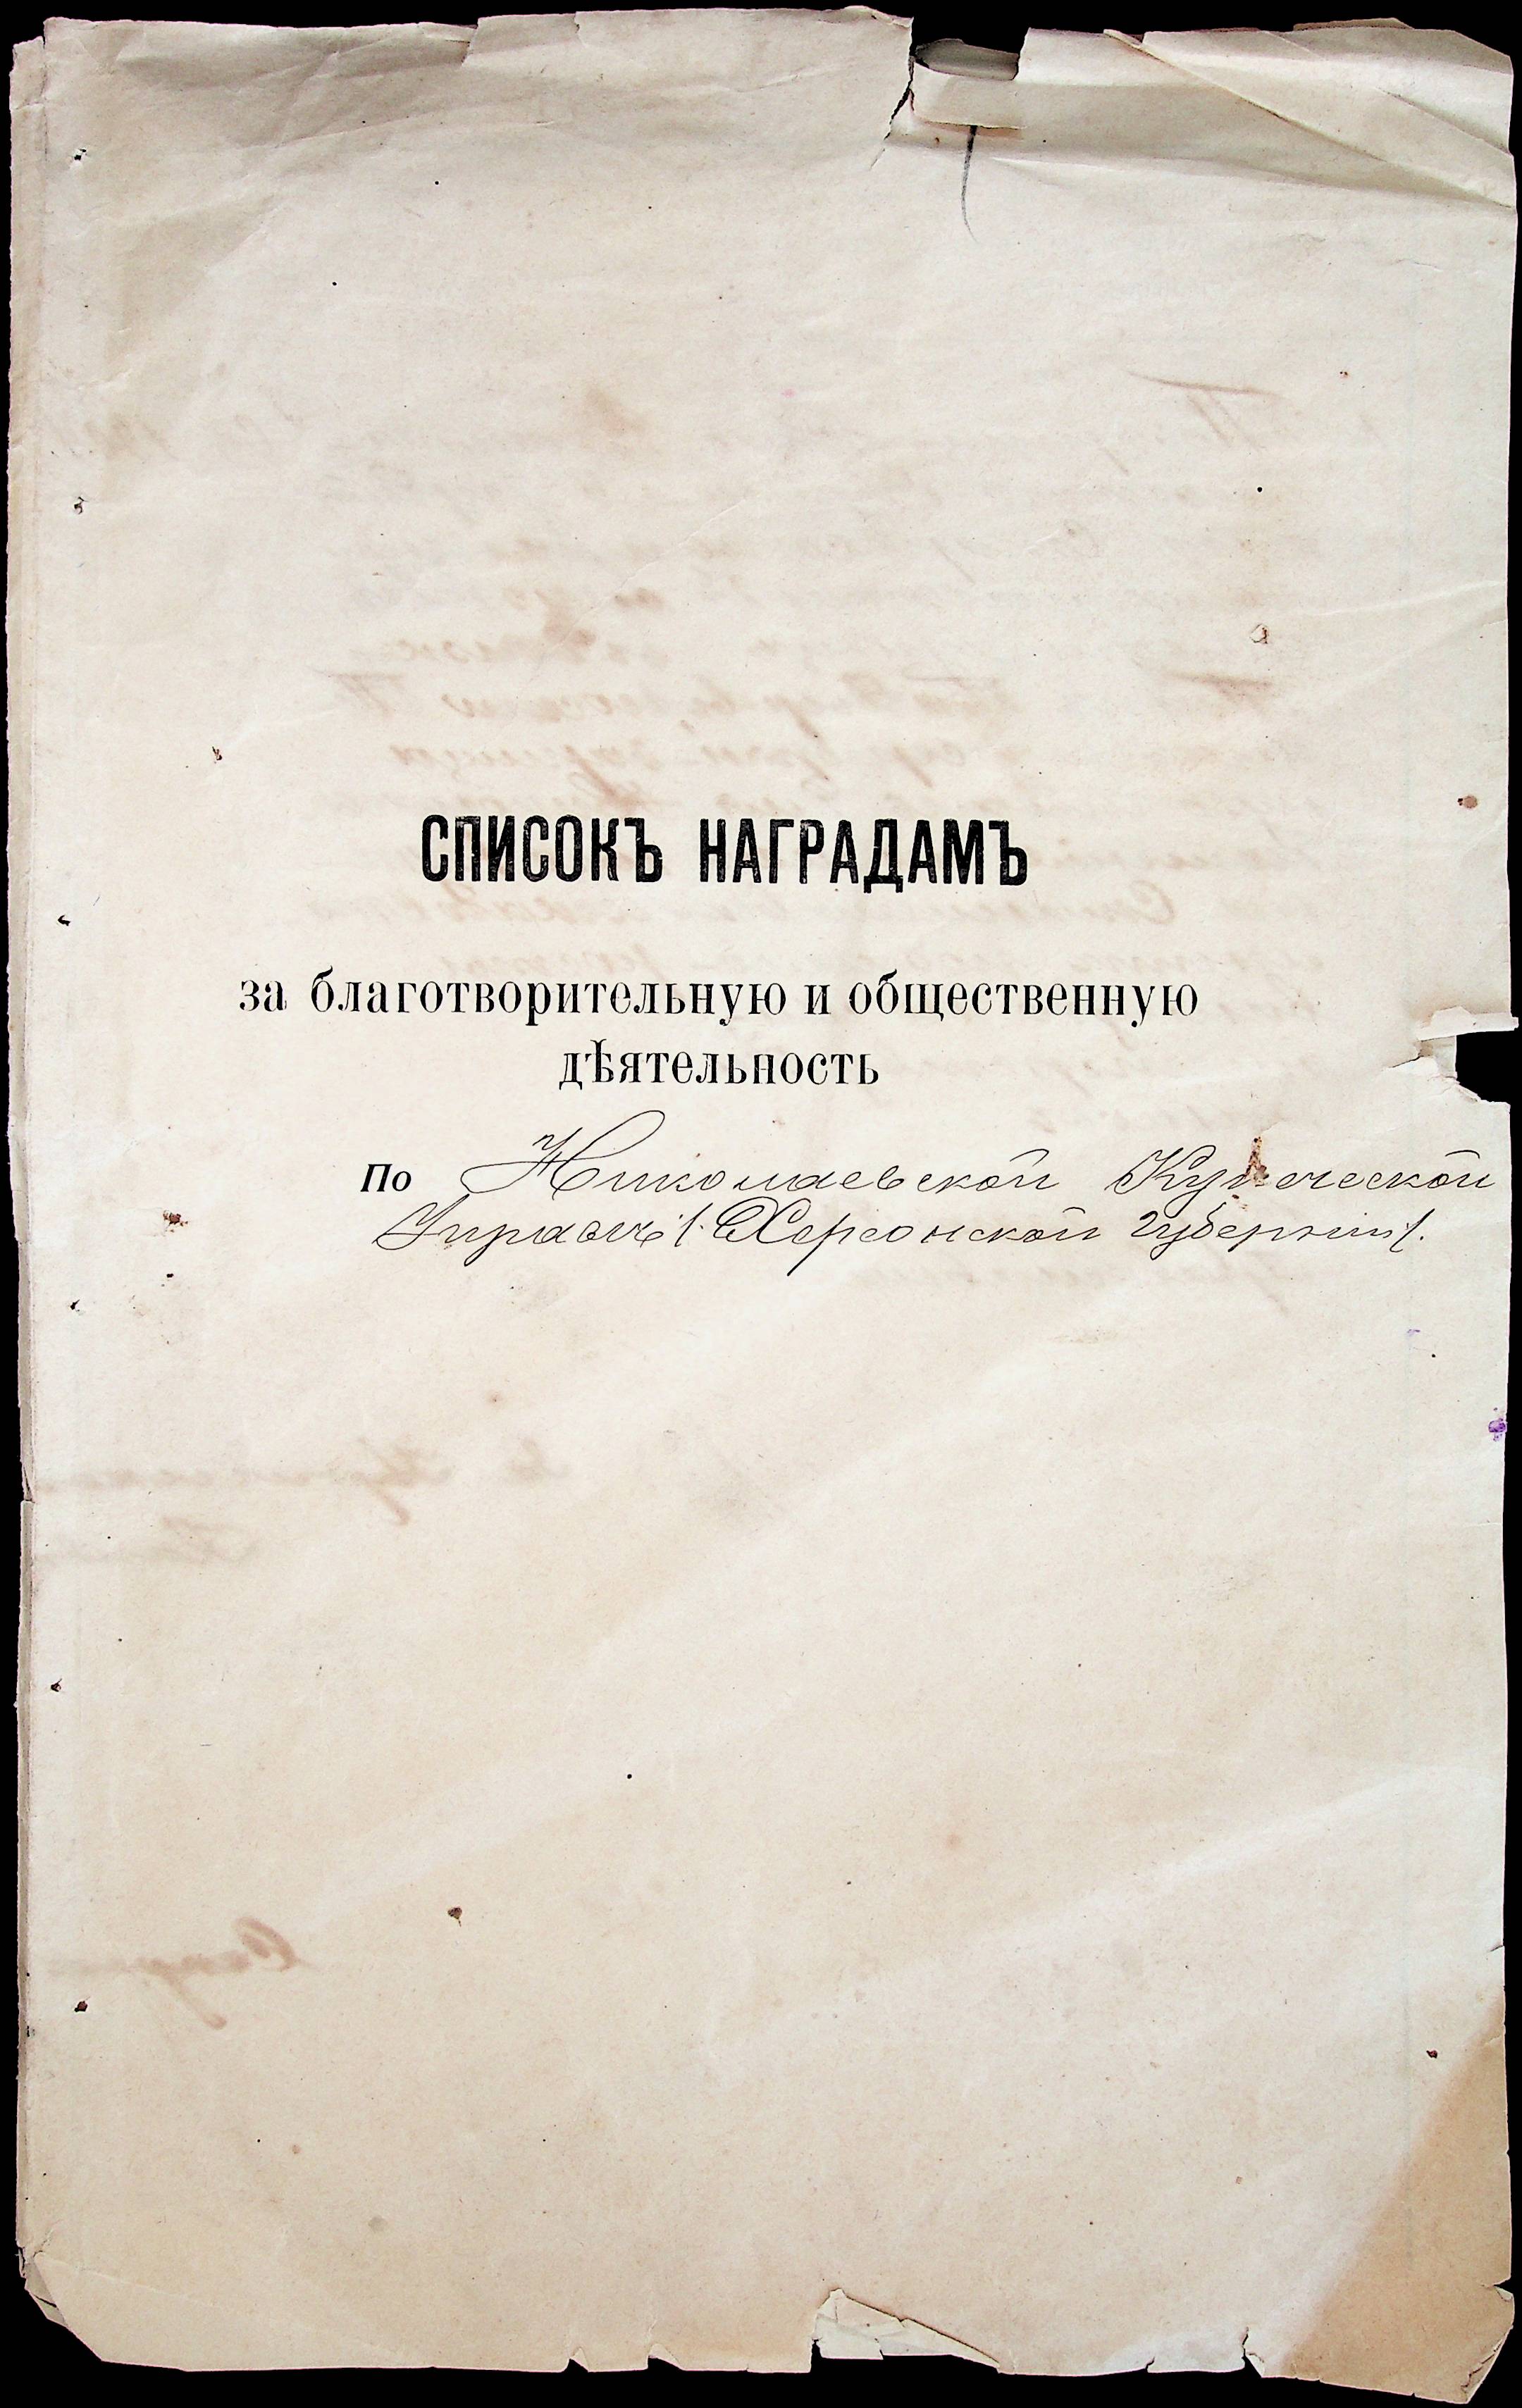 СПИСОКЪ НАГРАДАМЪ
за благотворительную и общественную
дѣятельность
По Николаевской Купеческой
Управѣ /. Херсонской губерніи /.